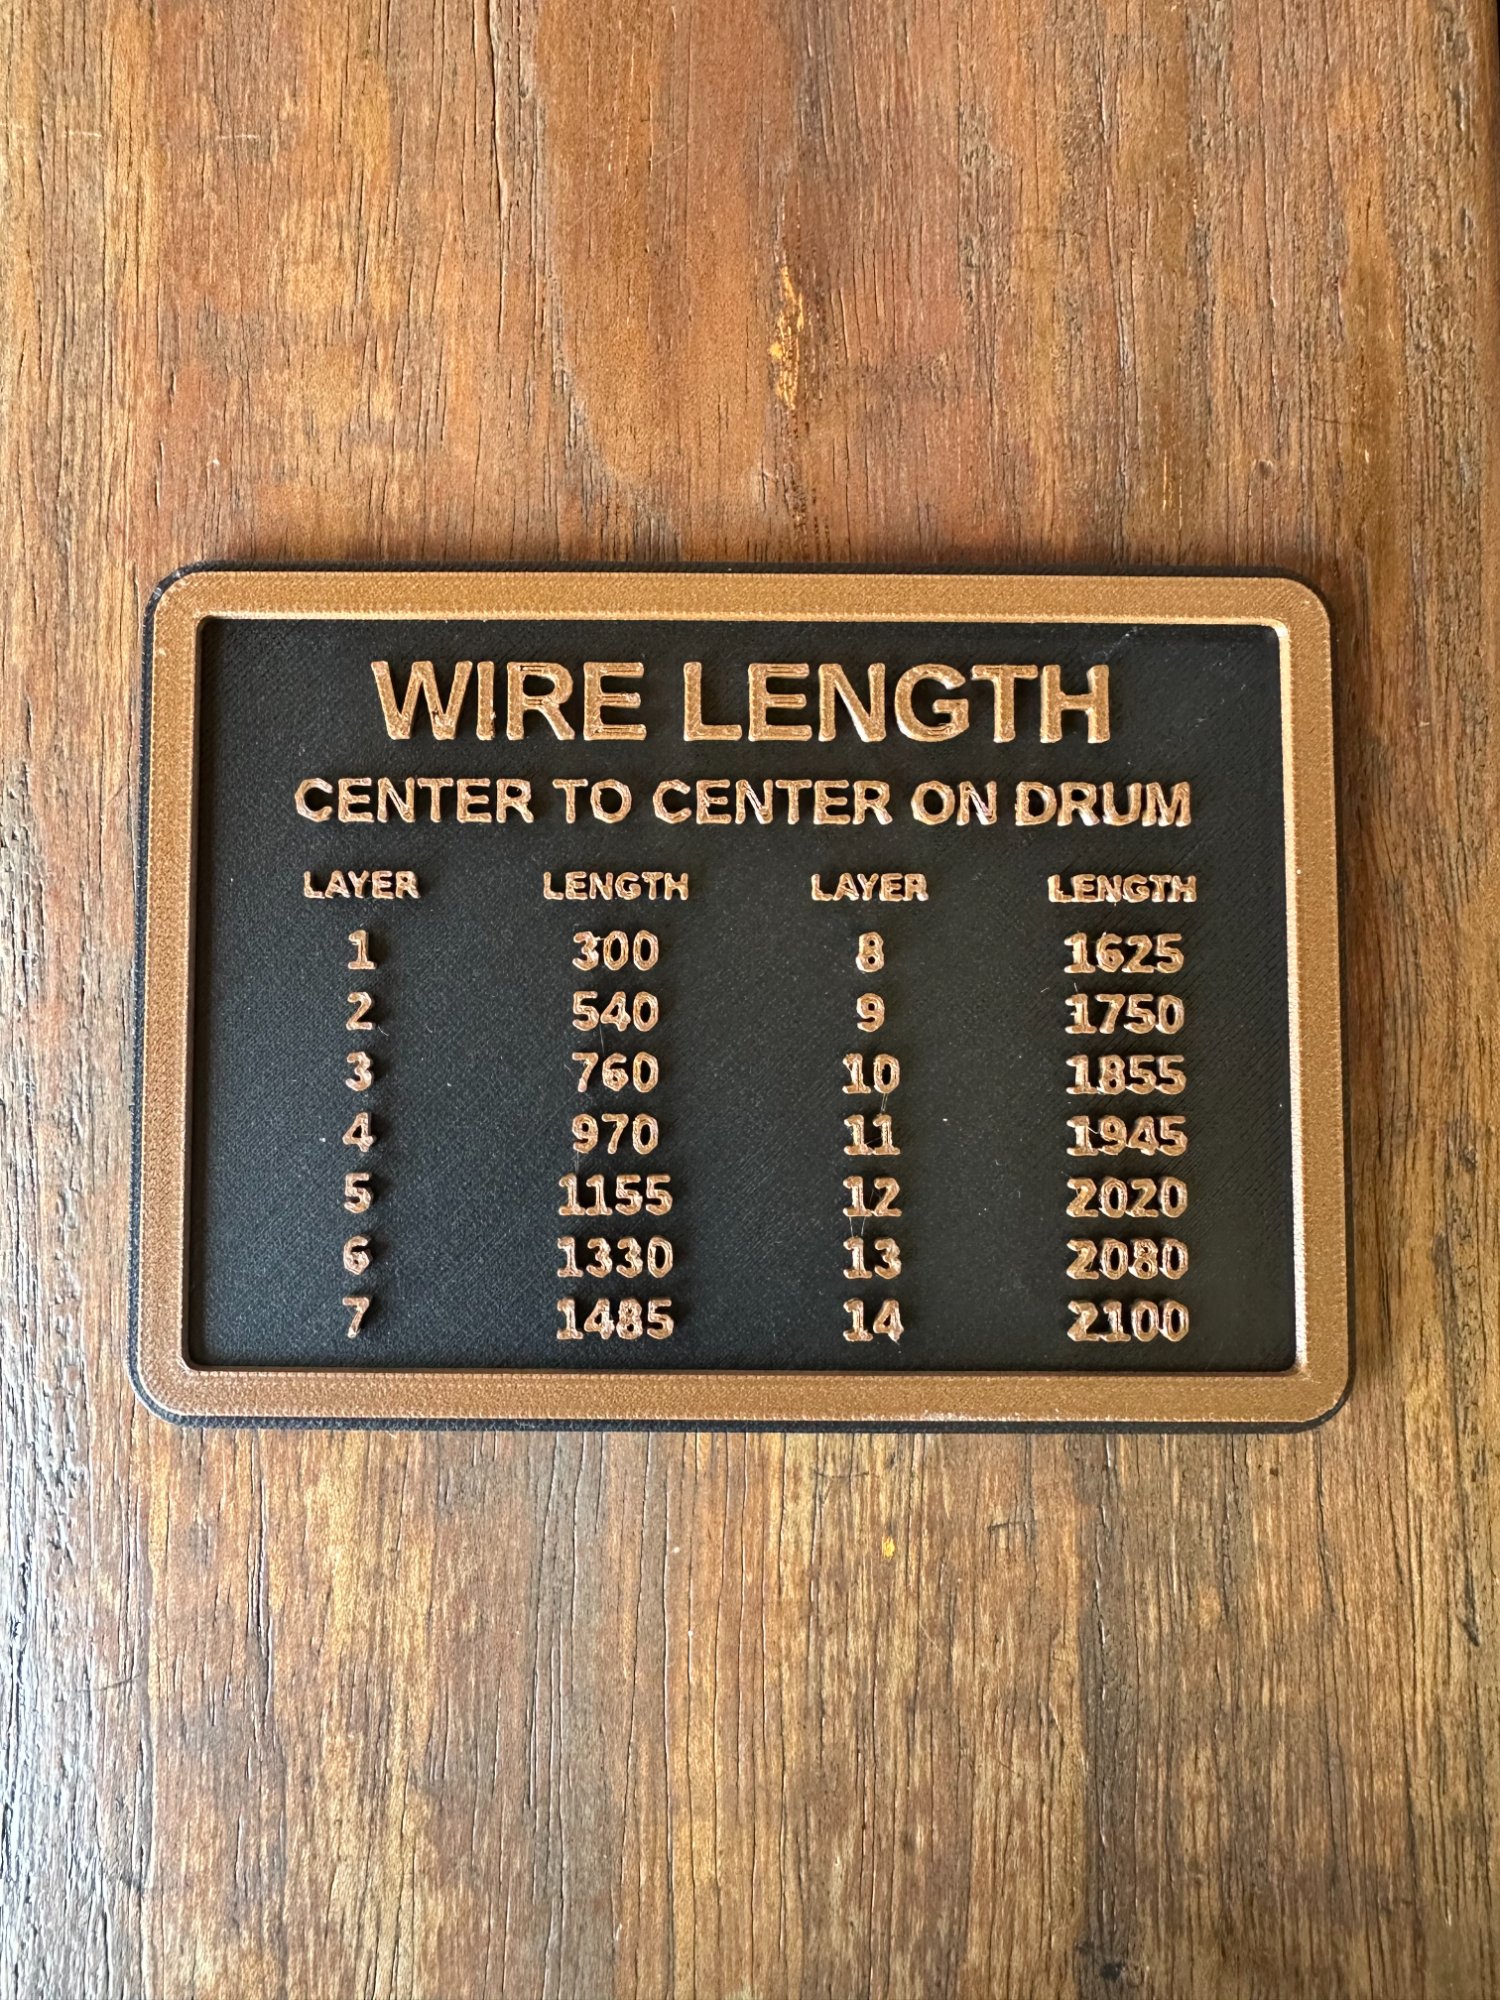 WIRE LENGTH
CENTER TO CENTER ON DRUM
LAYER LENGTH LAYER LENGTH
1 300 8 1625
2 540 9 1750
3 760 10 1855
4 970 11 1945
5 1155 12 2020
6 1330 13 2080
7 1485 14 2100